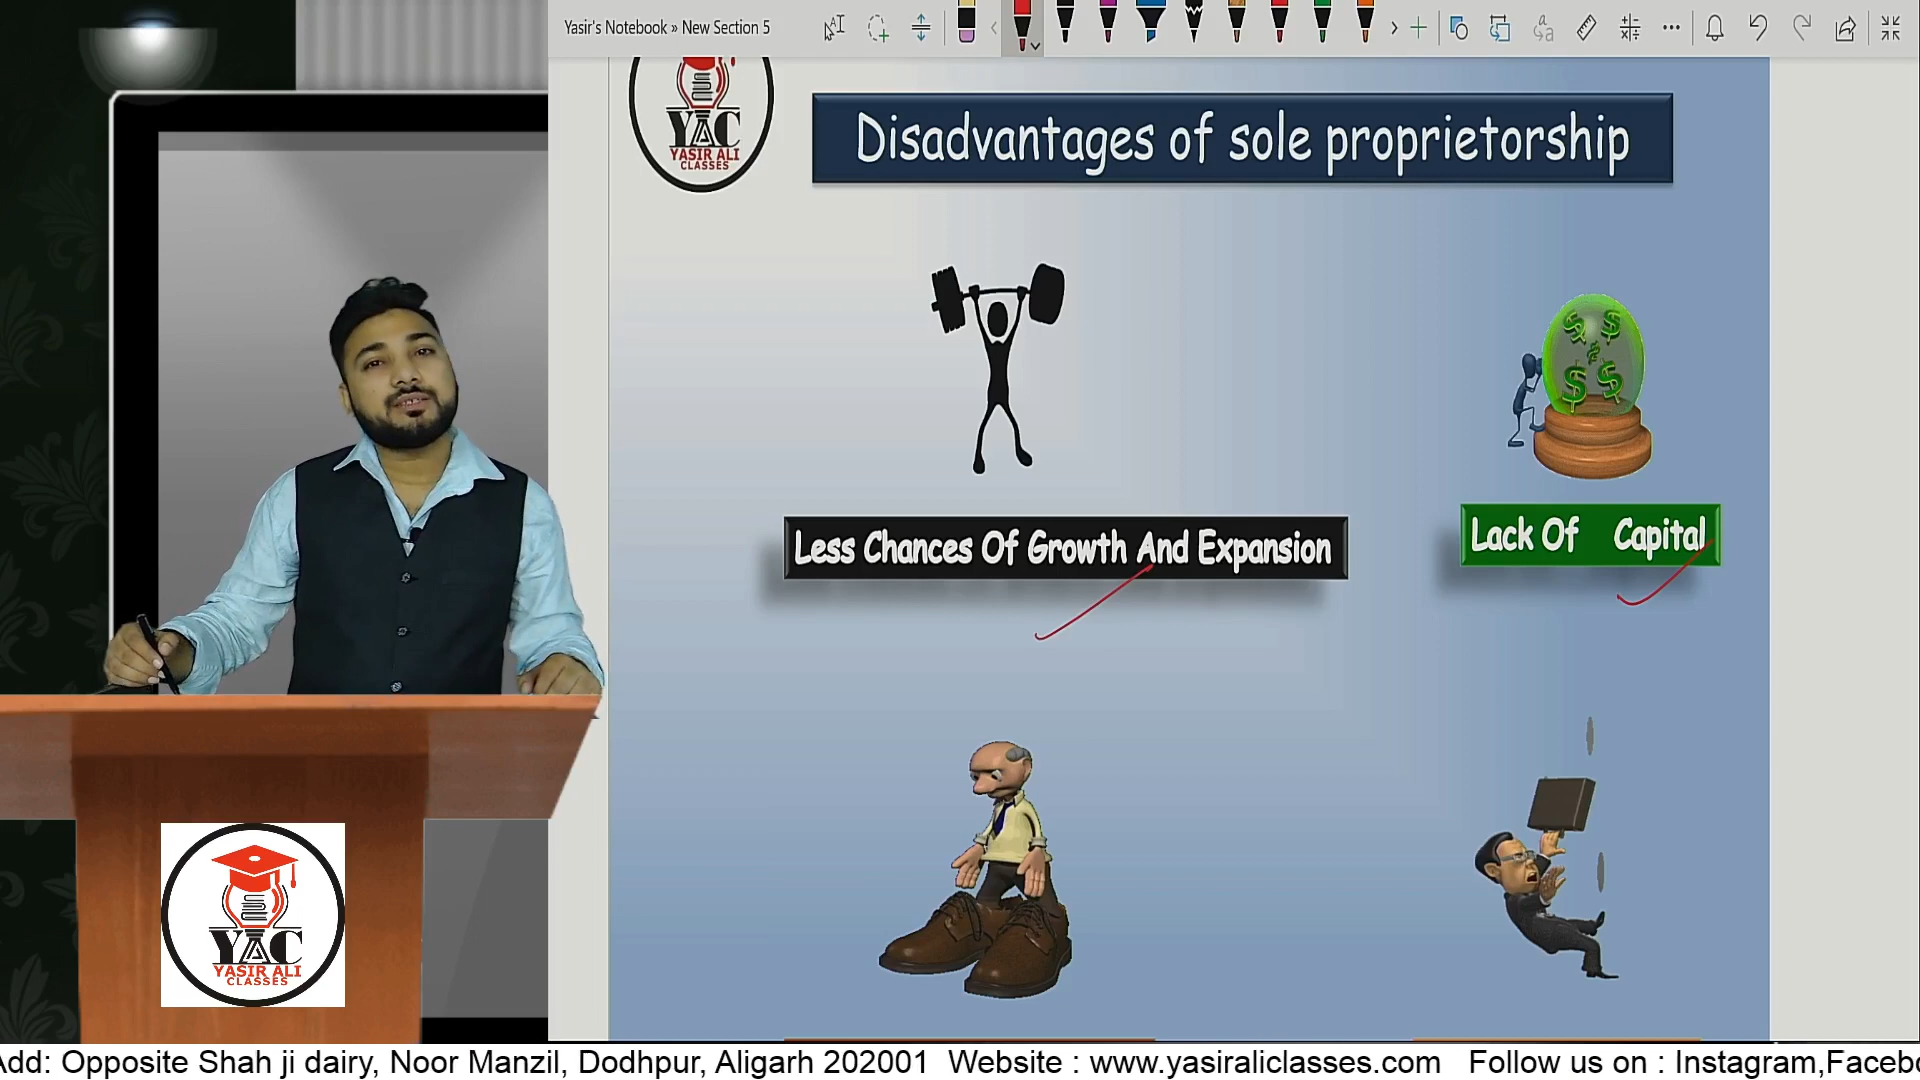 Yasir's Notebook » New Section 5
YAC
YASIR ALI
CLASSES
Disadvantages of sole proprietorship
Less Chances Of Growth And Expansion
Lack Of Capital
YAC
YASIR ALI
CLASSES
Add: Opposite Shah ji dairy, Noor Manzil, Dodhpur, Aligarh 202001 Website : www.yasiraliclasses.com Follow us on : Instagram,Facebo